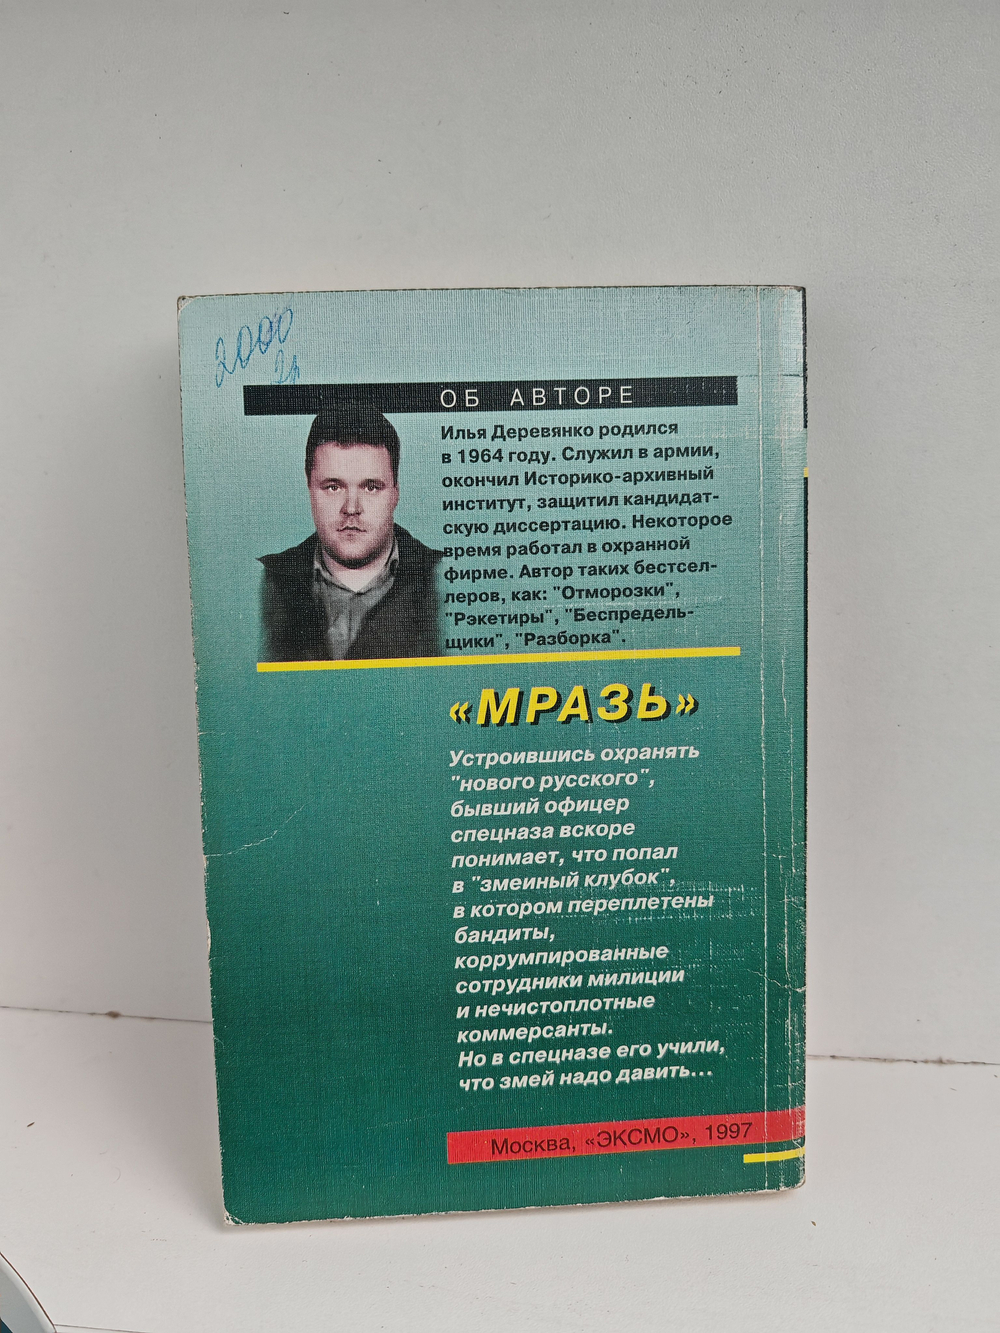 2000
ОБ АВТОРЕ
Илья Деревянко родился
в 1964 году. Служил в армии,
окончил Историко-архивный
институт, защитил кандидат-
скую диссертацию. Некоторое
время работал в охранной
фирме. Автор таких бестсел-
леров, как: "Отморозки",
"Рэкетиры", "Беспредель-
щики", "Разборка".
«МРАЗЬ»
Устроившись охранять
"нового русского",
бывший офицер
спецназа вскоре
понимает, что попал
в "змеиный клубок",
в котором переплетены
бандиты,
коррумпированные
сотрудники милиции
и нечистоплотные
коммерсанты.
Но в спецназе его учили,
что змей надо давить...
Москва, «ЭКСМО», 1997